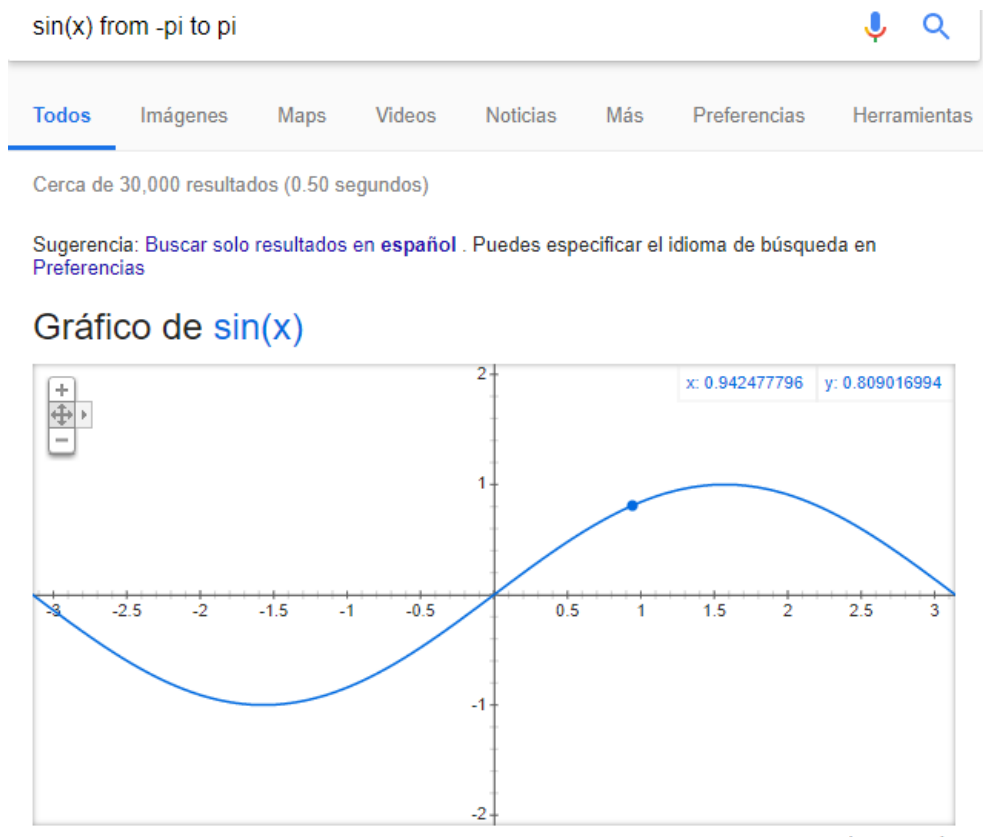 sin(x) from -pi to pi
Todos Imágenes Maps Videos Noticias Más Preferencias Herramientas
Cerca de 30,000 resultados (0.50 segundos)
Sugerencia: Buscar solo resultados en español . Puedes especificar el idioma de búsqueda en
Preferencias
Gráfico de sin(x)
x: 0.942477796 y: 0.809016994
2
1
-3 -2.5 -2 -1.5 -1 -0.5 0.5 1 1.5 2 2.5 3
-1
-2